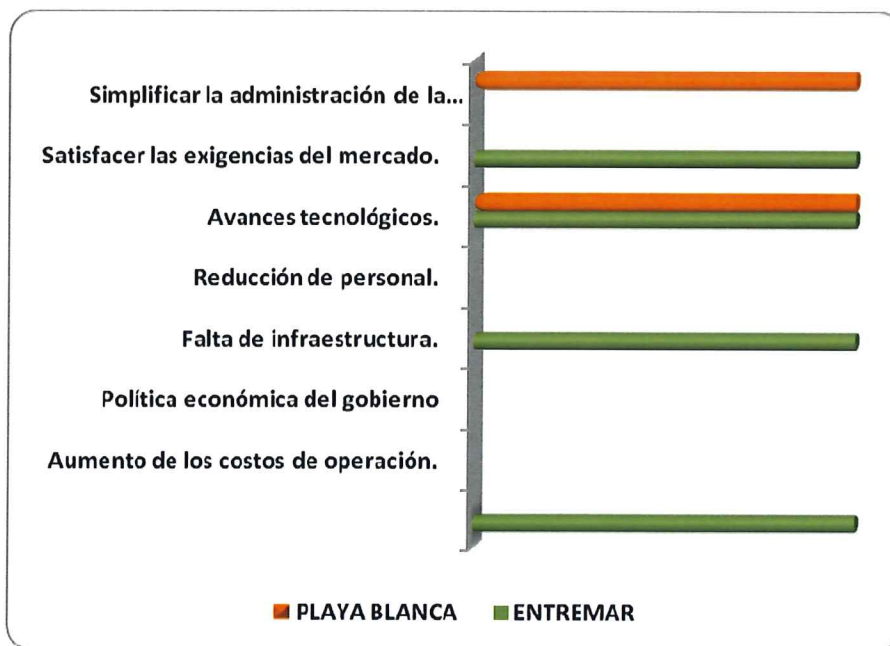 Simplificar la administración de la...
Satisfacer las exigencias del mercado.
Avances tecnológicos.
Reducción de personal.
Falta de infraestructura.
Política económica del gobierno
Aumento de los costos de operación.
PLAYA BLANCA ENTREMAR